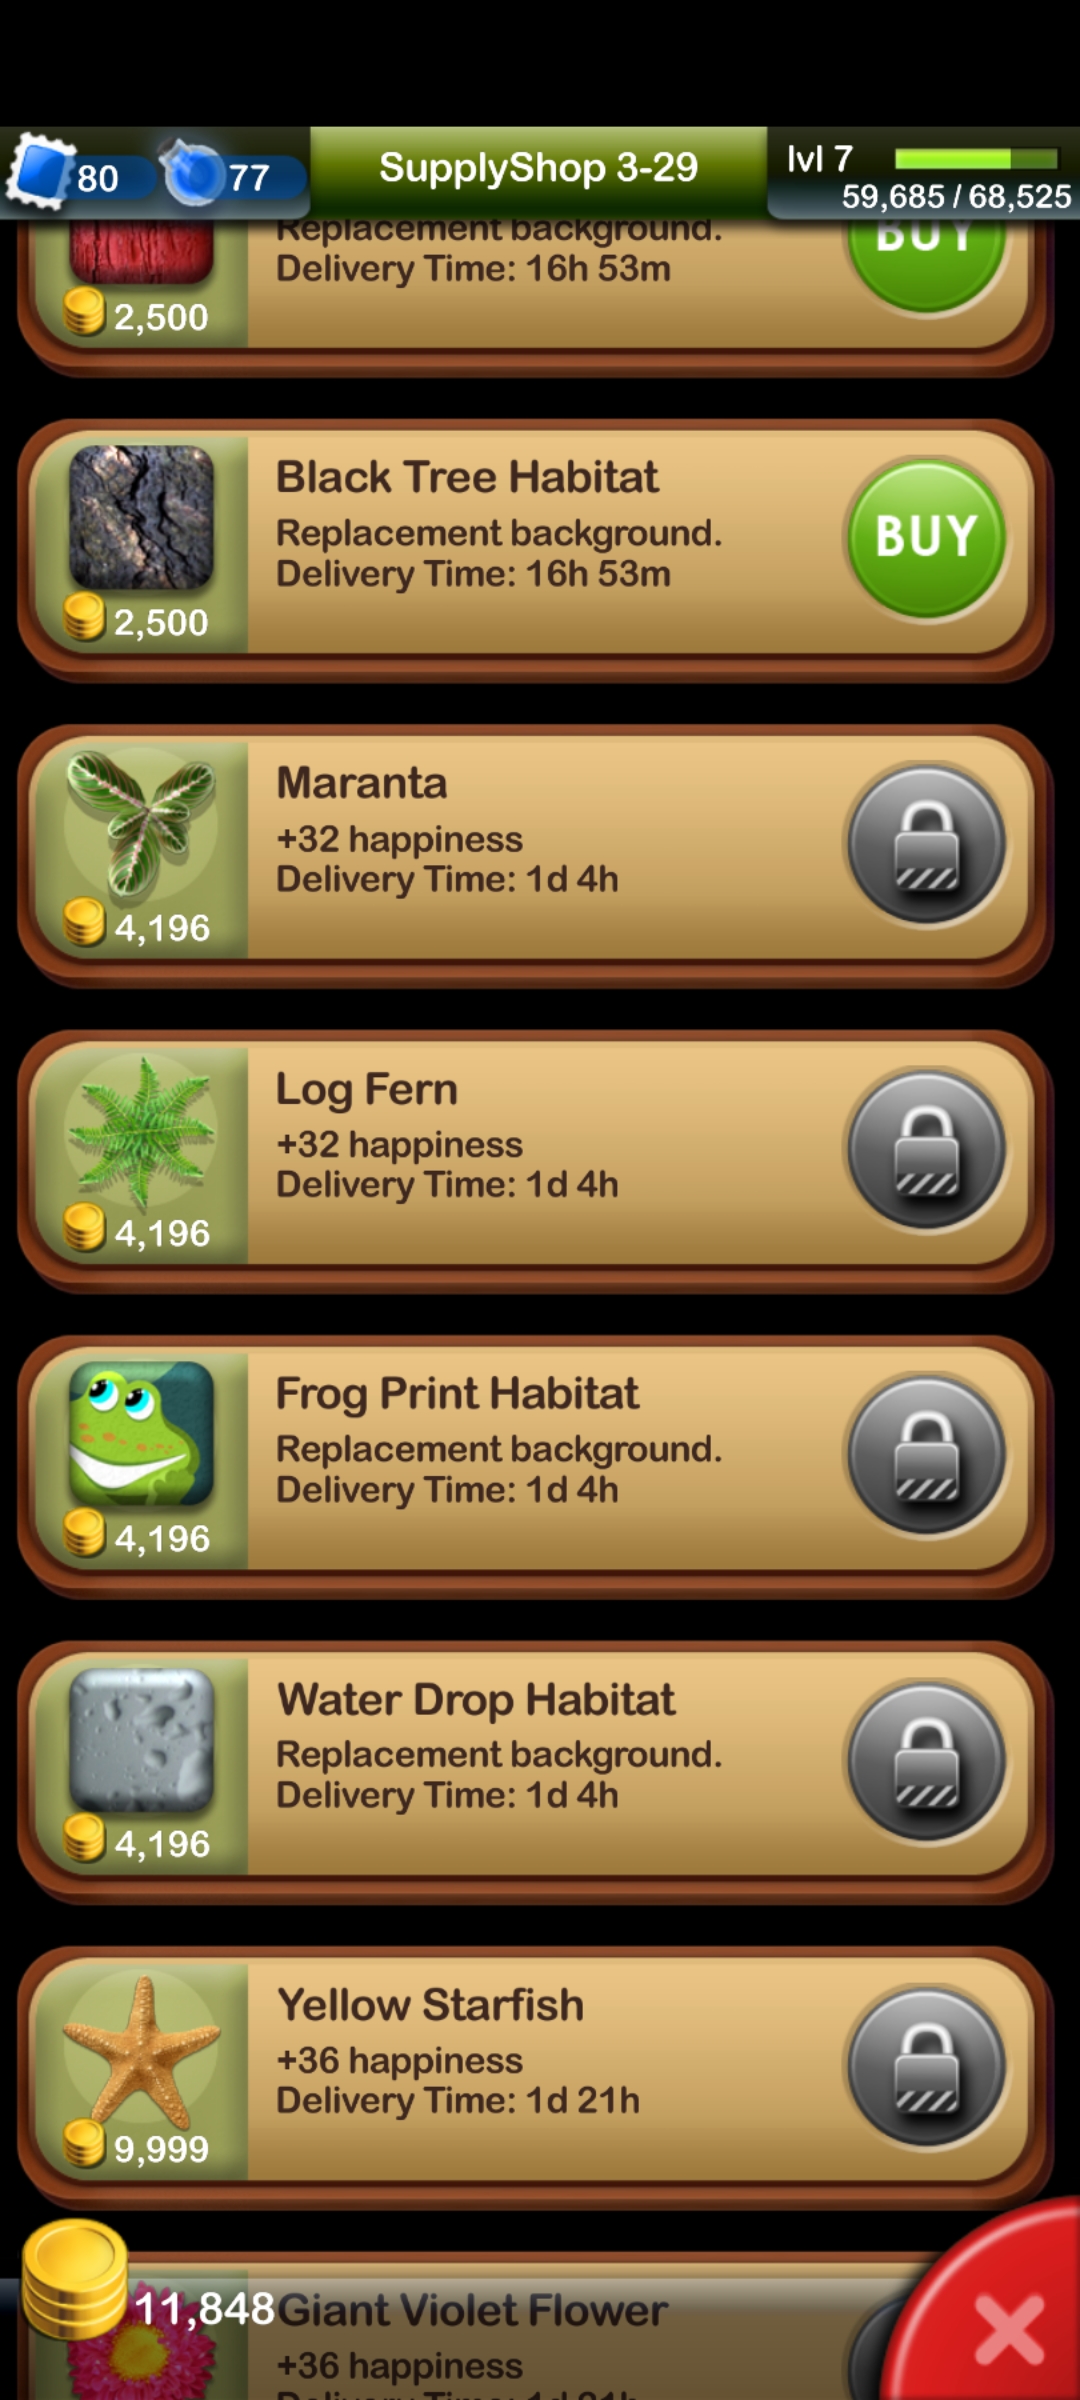 80
77
SupplyShop 3-29
lvl 7
59,685 / 68,525
Replacement background.
Delivery Time: 16h 53m
2,500
BUY
Black Tree Habitat
Replacement background.
Delivery Time: 16h 53m
2,500
BUY
Maranta
+32 happiness
Delivery Time: 1d 4h
4,196
Log Fern
+32 happiness
Delivery Time: 1d 4h
4,196
Frog Print Habitat
Replacement background.
Delivery Time: 1d 4h
4,196
Water Drop Habitat
Replacement background.
Delivery Time: 1d 4h
4,196
Yellow Starfish
+36 happiness
Delivery Time: 1d 21h
9,999
11,848
Giant Violet Flower
+36 happiness
Delivery Time: 1d 21h